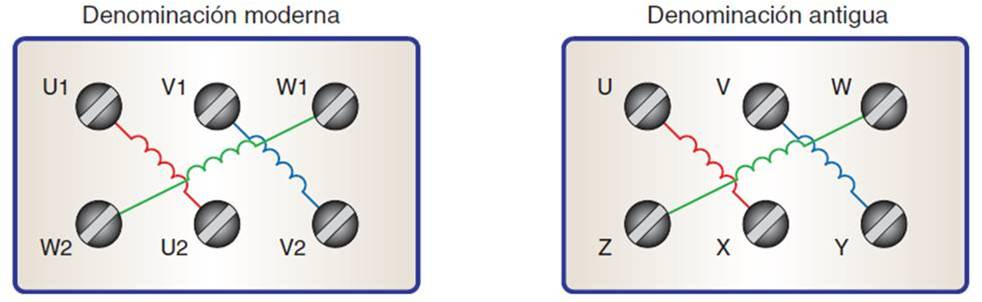 Denominación moderna
U1 V1 W1
W2 U2 V2
Denominación antigua
U V W
Z X Y